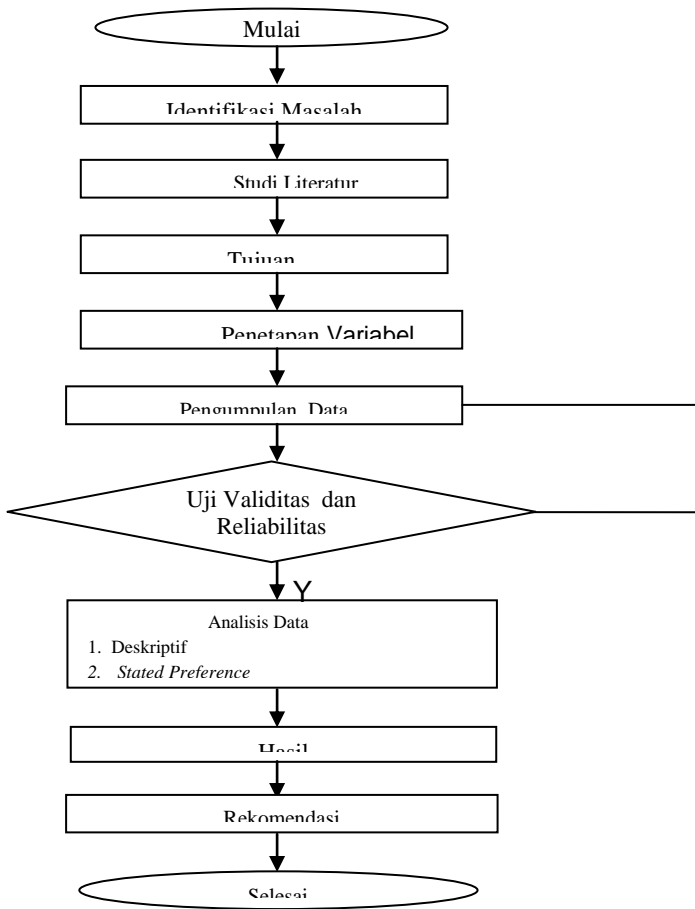 Mulai
Identifikasi Masalah
Studi Literatur
Tujuan
Penetapan Variabel
Pengumpulan Data
Uji Validitas dan
Reliabilitas
Y
Analisis Data
1. Deskriptif
2. Stated Preference
Hasil
Rekomendasi
Selesai